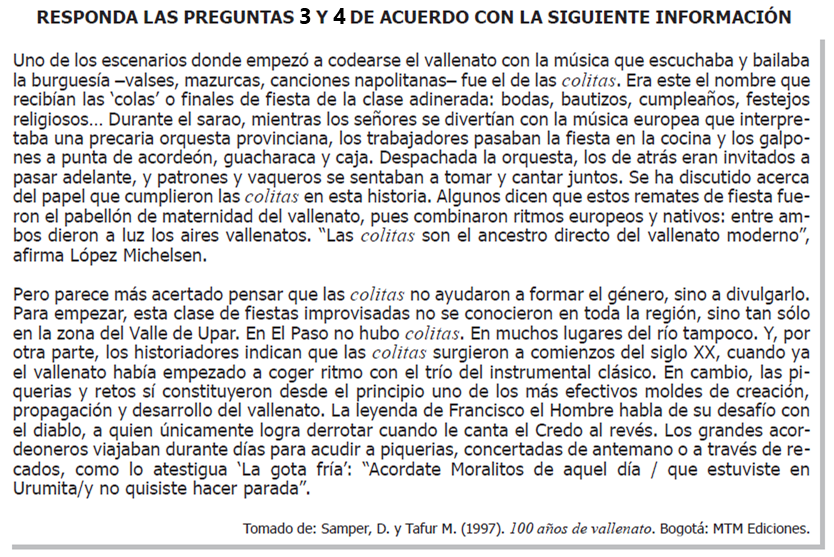 RESPONDA LAS PREGUNTAS 3 Y 4 DE ACUERDO CON LA SIGUIENTE INFORMACIÓN
Uno de los escenarios donde empezó a codearse el vallenato con la música que escuchaba y bailaba
la burguesía –valses, mazurcas, canciones napolitanas– fue el de las colitas. Era este el nombre que
recibían las ‘colas’ o finales de fiesta de la clase adinerada: bodas, bautizos, cumpleaños, festejos
religiosos... Durante el sarao, mientras los señores se divertían con la música europea que interpre-
taba una precaria orquesta provinciana, los trabajadores pasaban la fiesta en la cocina y los galpo-
nes a punta de acordeón, guacharaca y caja. Despachada la orquesta, los de atrás eran invitados a
pasar adelante, y patrones y vaqueros se sentaban a tomar y cantar juntos. Se ha discutido acerca
del papel que cumplieron las colitas en esta historia. Algunos dicen que estos remates de fiesta fue-
ron el pabellón de maternidad del vallenato, pues combinaron ritmos europeos y nativos: entre am-
bos dieron a luz los aires vallenatos. “Las colitas son el ancestro directo del vallenato moderno”,
afirma López Michelsen.
Pero parece más acertado pensar que las colitas no ayudaron a formar el género, sino a divulgarlo.
Para empezar, esta clase de fiestas improvisadas no se conocieron en toda la región, sino tan sólo
en la zona del Valle de Upar. En El Paso no hubo colitas. En muchos lugares del río tampoco. Y, por
otra parte, los historiadores indican que las colitas surgieron a comienzos del siglo XX, cuando ya
el vallenato había empezado a coger ritmo con el trío del instrumental clásico. En cambio, las pi-
querias y retos sí constituyeron desde el principio uno de los más efectivos moldes de creación,
propagación y desarrollo del vallenato. La leyenda de Francisco el Hombre habla de su desafío con
el diablo, a quien únicamente logra derrotar cuando le canta el Credo al revés. Los grandes acor-
deoneros viajaban durante días para acudir a piquerias, concertadas de antemano o a través de re-
cados, como lo atestigua ‘La gota fría’: “Acordate Moralitos de aquel día / que estuviste en
Urumita/y no quisiste hacer parada”.
Tomado de: Samper, D. y Tafur M. (1997). 100 años de vallenato. Bogotá: MTM Ediciones.